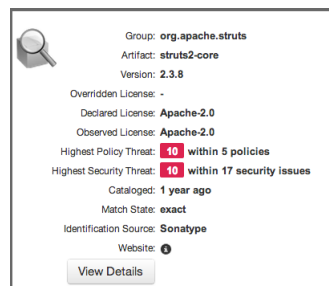 Group: org.apache.struts
Artifact: struts2-core
Version: 2.3.8
Overridden License: -
Declared License: Apache-2.0
Observed License: Apache-2.0
Highest Policy Threat: 10 within 5 policies
Highest Security Threat: 10 within 17 security issues
Cataloged: 1 year ago
Match State: exact
Identification Source: Sonatype
Website: i
View Details